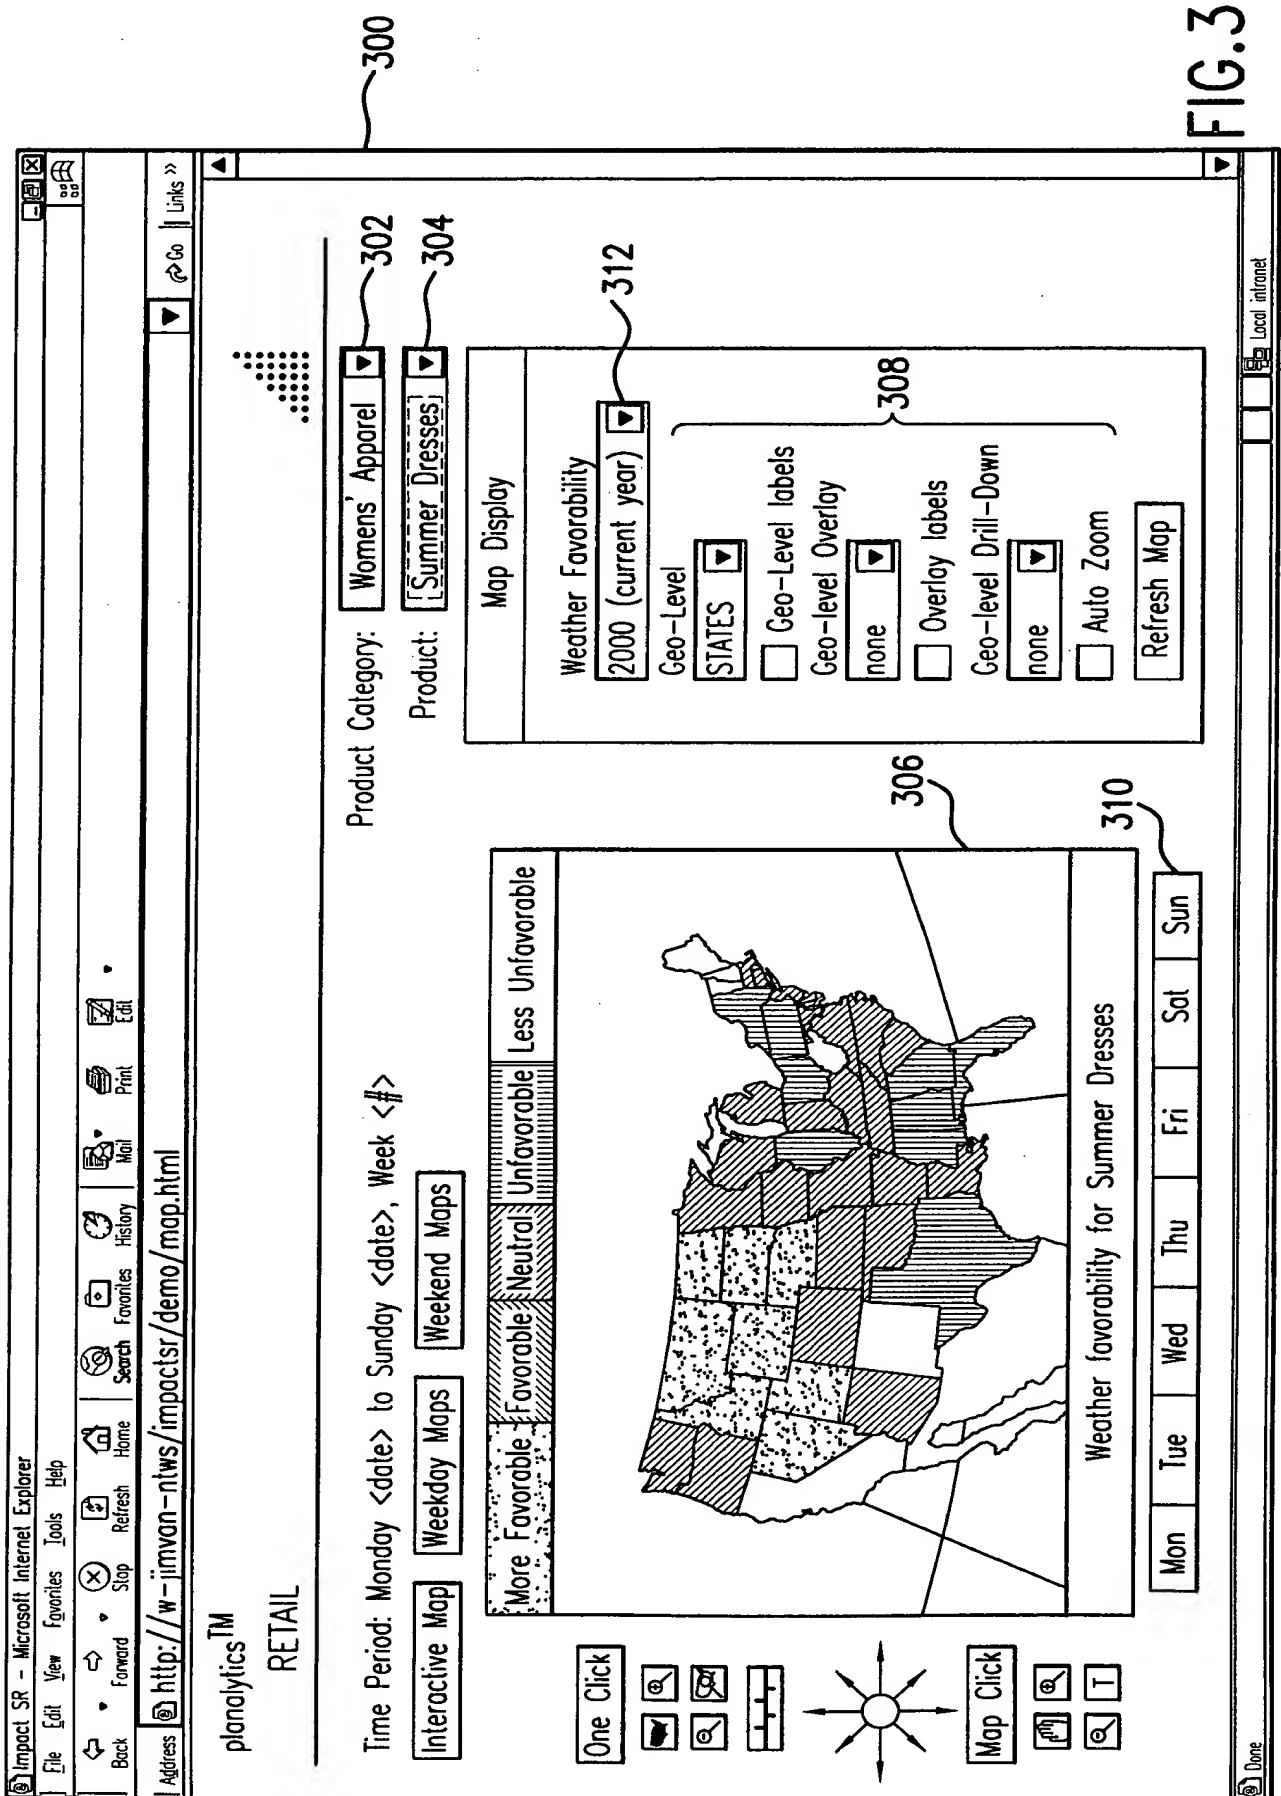 Impact SR - Microsoft Internet Explorer
File Edit View Favorites Tools Help
Back Forward Stop Refresh Home Search Favorites History Mail Print Edit
Address http://w-jimvan-ntws/impactsr/demo/map.html Go Links >>
planalytics™
RETAIL
Time Period: Monday <date> to Sunday <date>, Week <#>
Product Category: Womens' Apparel
302
Product: Summer Dresses
304
Interactive Map Weekday Maps Weekend Maps
More Favorable Favorable Neutral Unfavorable Less Unfavorable
Map Display
Weather Favorability
2000 (current year)
312
Geo-Level
STATES
Geo-Level labels
Geo-level Overlay
none
Overlay labels
Geo-level Drill-Down
none
Auto Zoom
Refresh Map
308
One Click
Map Click
T
306
Weather favorability for Summer Dresses
Mon Tue Wed Thu Fri Sat Sun
310
Done Local intranet
300
FIG.3